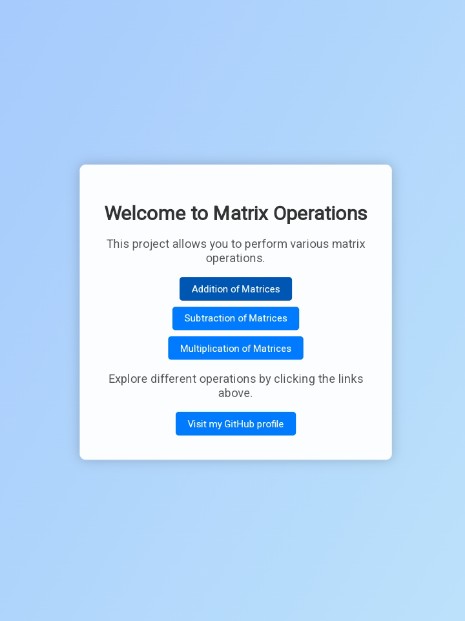 Welcome to Matrix Operations
This project allows you to perform various matrix
operations.
Addition of Matrices
Subtraction of Matrices
Multiplication of Matrices
Explore different operations by clicking the links
above.
Visit my GitHub profile